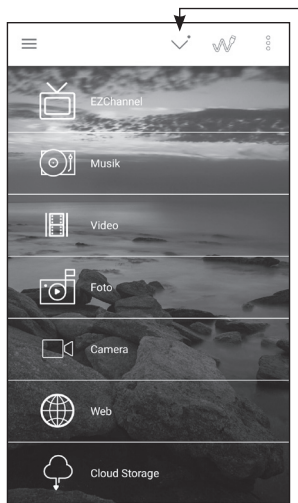 EZChannel
Musik
Video
Foto
Camera
Web
Cloud Storage